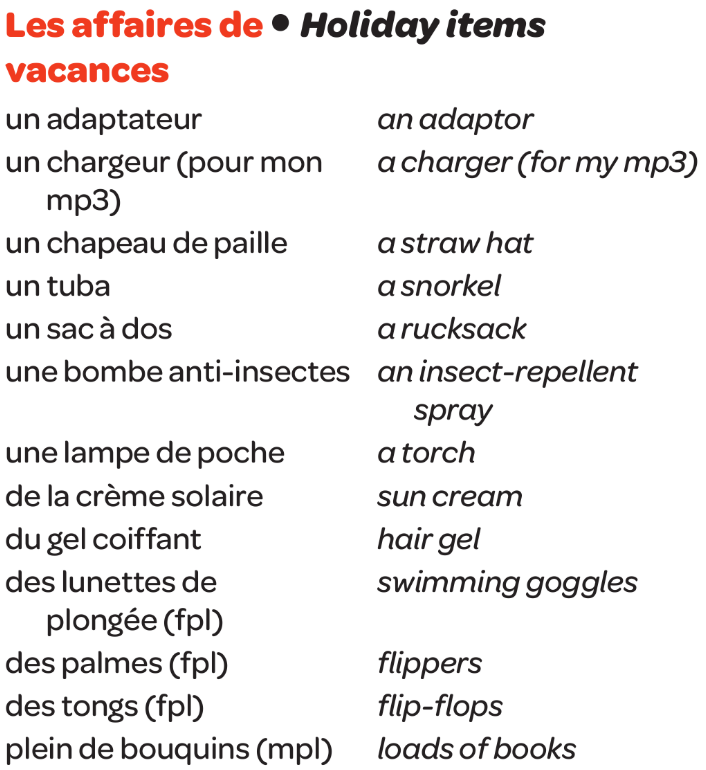 Les affaires de • Holiday items
vacances
un adaptateur an adaptor
un chargeur (pour mon a charger (for my mp3)
mp3)
un chapeau de paille a straw hat
un tuba a snorkel
un sac à dos a rucksack
une bombe anti-insectes an insect-repellent
spray
une lampe de poche a torch
de la crème solaire sun cream
du gel coiffant hair gel
des lunettes de swimming goggles
plongée (fpl)
des palmes (fpl) flippers
des tongs (fpl) flip-flops
plein de bouquins (mpl) loads of books